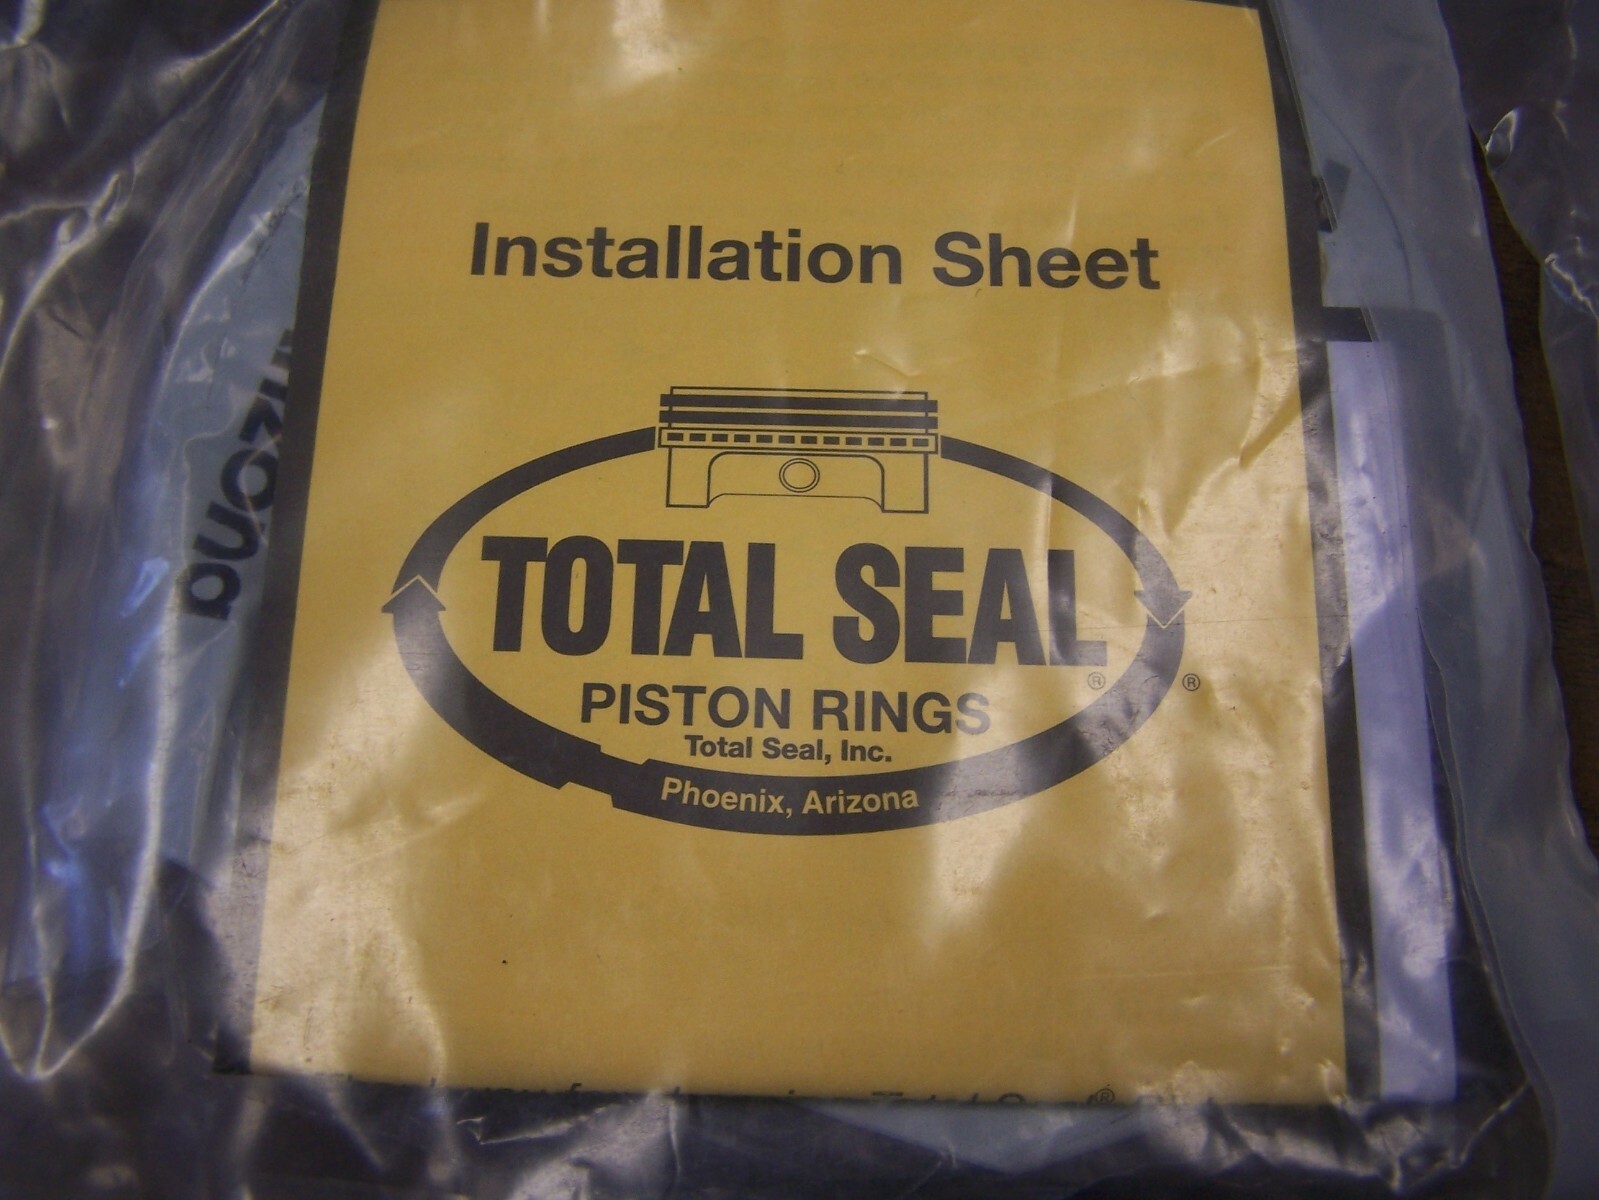 Installation Sheet
TOTAL SEAL®
PISTON RINGS ®
Total Seal, Inc.
Phoenix, Arizona